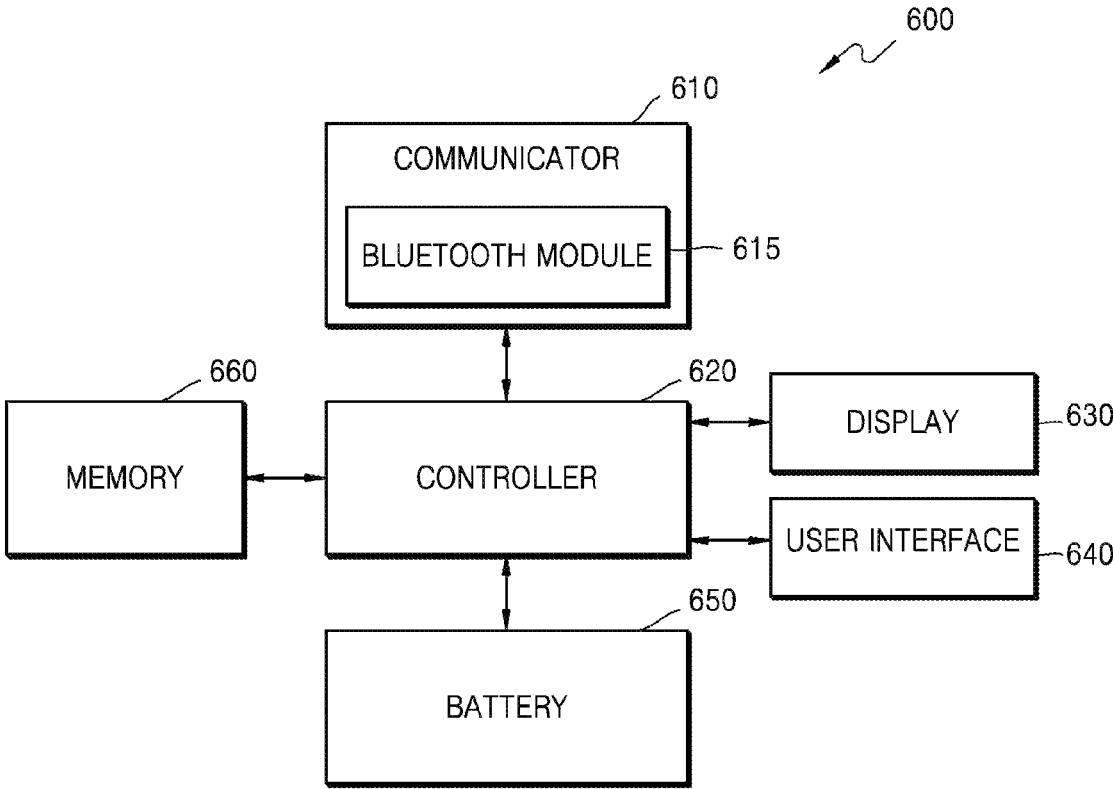 600
610
COMMUNICATOR
BLUETOOTH MODULE
615
660
620
MEMORY
CONTROLLER
DISPLAY
630
USER INTERFACE
640
650
BATTERY